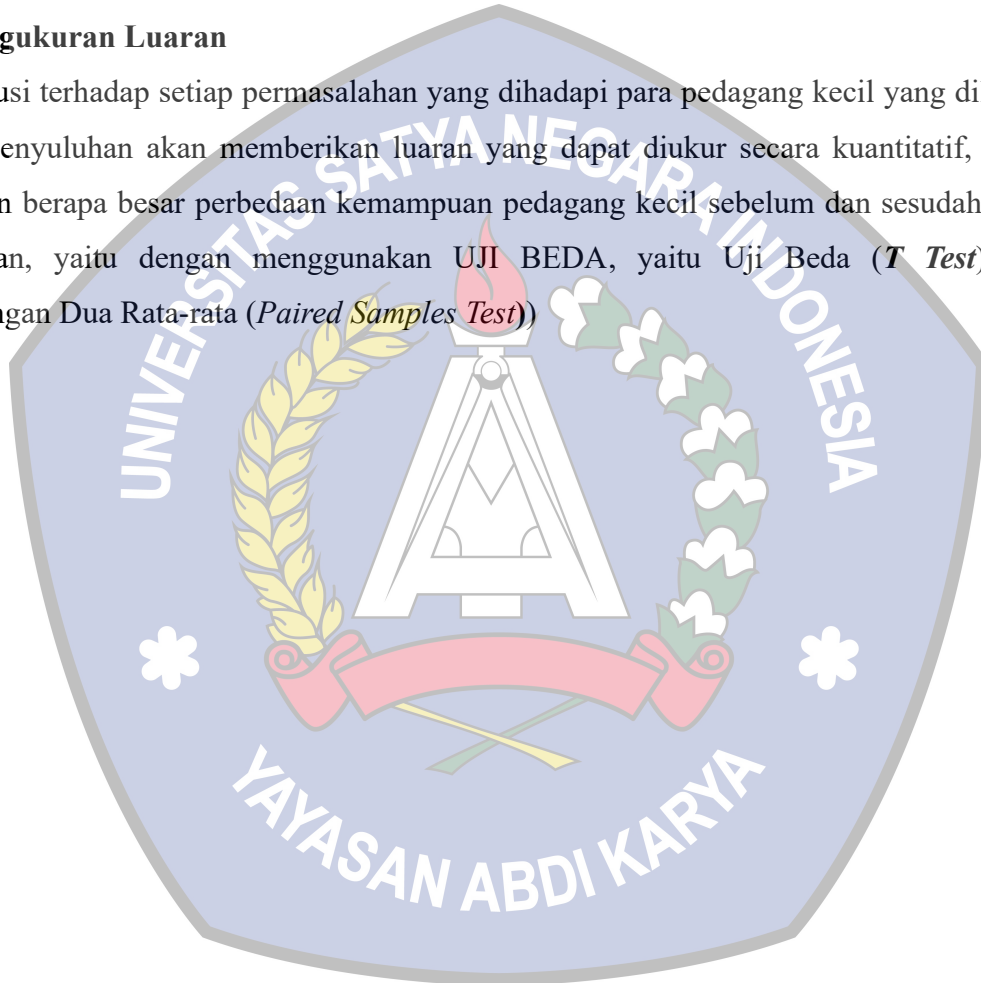 gukuran Luaran
usi terhadap setiap permasalahan yang dihadapi para pedagang kecil yang di
enyuluhan akan memberikan luaran yang dapat diukur secara kuantitatif,
n berapa besar perbedaan kemampuan pedagang kecil sebelum dan sesudah
an, yaitu dengan menggunakan UJI BEDA, yaitu Uji Beda (T Test)
ngan Dua Rata-rata (Paired Samples Test))
UNIVERSITAS SATYA NEGARA INDONESIA
YAYASAN ABDI KARYA